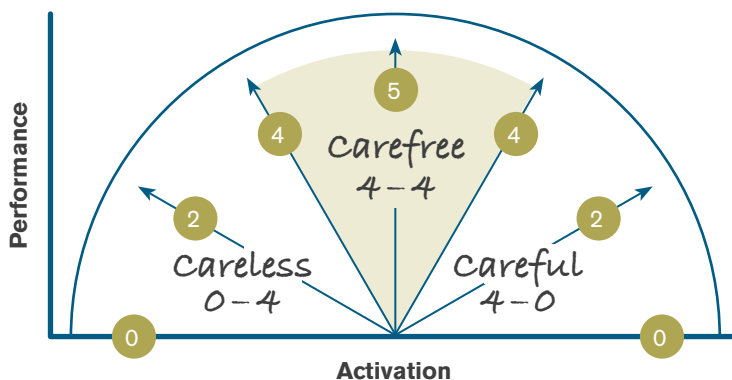 5
4
4
Carefree
4 – 4
2
2
Careless
0 – 4
Careful
4 – 0
0
0
Performance
Activation